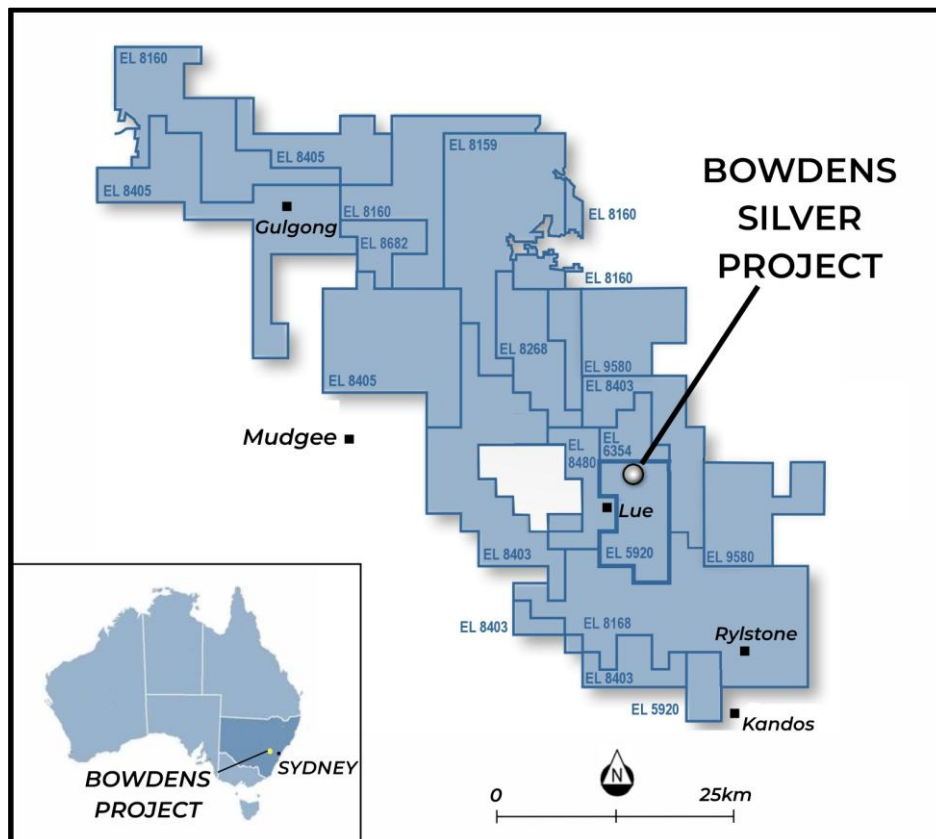 EL 8160
EL 8405
EL 8159
EL 8405
Gulgong
EL 8160
EL 8682
EL 8160
EL 8160
BOWDENS
SILVER
PROJECT
EL 8268
EL 9580
EL 8405
EL 8403
Mudgee
EL
8480
EL
6354
Lue
EL 8403
EL 5920
EL 9580
EL 8403
EL 8168
Rylstone
EL 8403
EL 5920
Kandos
BOWDENS
PROJECT
SYDNEY
N
0
25km